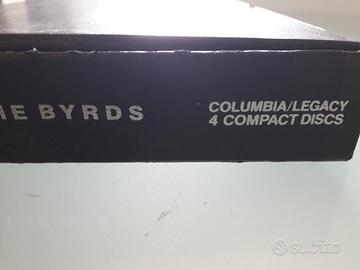 HE BYRDS
COLUMBIA/LEGACY
4 COMPACT DISCS
subito